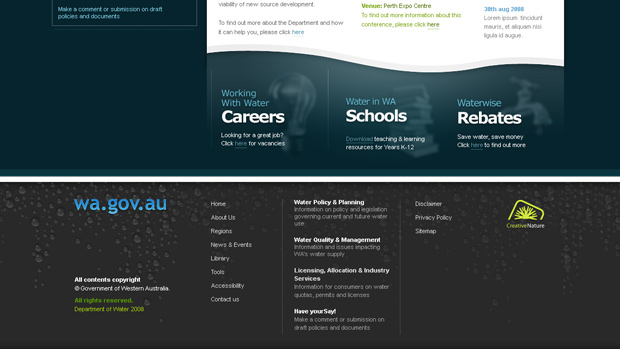 Make a comment or submission on draft
policies and documents
viability of new source development.
To find out more about the Department and how
it can help you, please click here
Venue: Perth Expo Centre
To find out more information about this
conference, please click here
30th aug 2008
Lorem ipsum: tincidunt
mauris, et aliquam nisi
ligula id augue.
Working
With Water
Careers
Looking for a great job?
Click here for vacancies
Water in WA
Schools
Download teaching & learning
resources for Years K-12
Waterwise
Rebates
Save water, save money
Click here to find out more
wa.gov.au
All contents copyright
© Government of Western Australia.
All rights reserved.
Department of Water 2008
Home
About Us
Regions
News & Events
Library
Tools
Accessibility
Contact us
Water Policy & Planning
Information on policy and legislation
governing current and future water
use
Water Quality & Management
Information and issues impacting
WA's water supply
Licensing, Allocation & Industry
Services
Information for consumers on water
quotas, permits and licenses
Have yourSay!
Make a comment or submission on
draft policies and documents
Disclaimer
Privacy Policy
Sitemap
CreativeNature